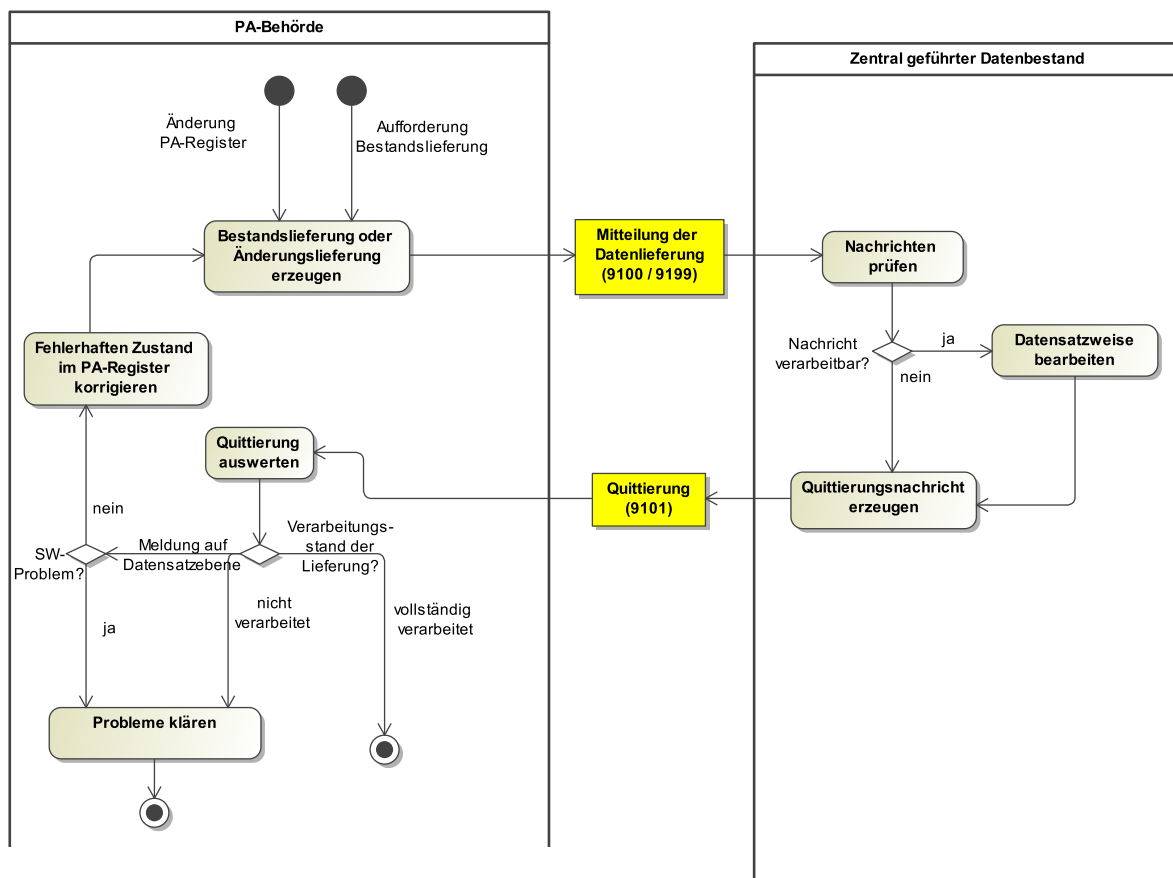 PA-Behörde
Zentral geführter Datenbestand
Änderung
PA-Register
Aufforderung
Bestandslieferung
Bestandslieferung oder
Änderungslieferung
erzeugen
Mitteilung der
Datenlieferung
(9100 / 9199)
Nachrichten
prüfen
Fehlerhaften Zustand
im PA-Register
korrigieren
Nachricht
verarbeitbar?
ja
nein
Datensatzweise
bearbeiten
Quittierung
auswerten
Quittierung
(9101)
Quittierungsnachricht
erzeugen
nein
SW-
Problem?
Meldung auf
Datensatzebene
Verarbeitungs-
stand der
Lieferung?
ja
nicht
verarbeitet
vollständig
verarbeitet
Probleme klären